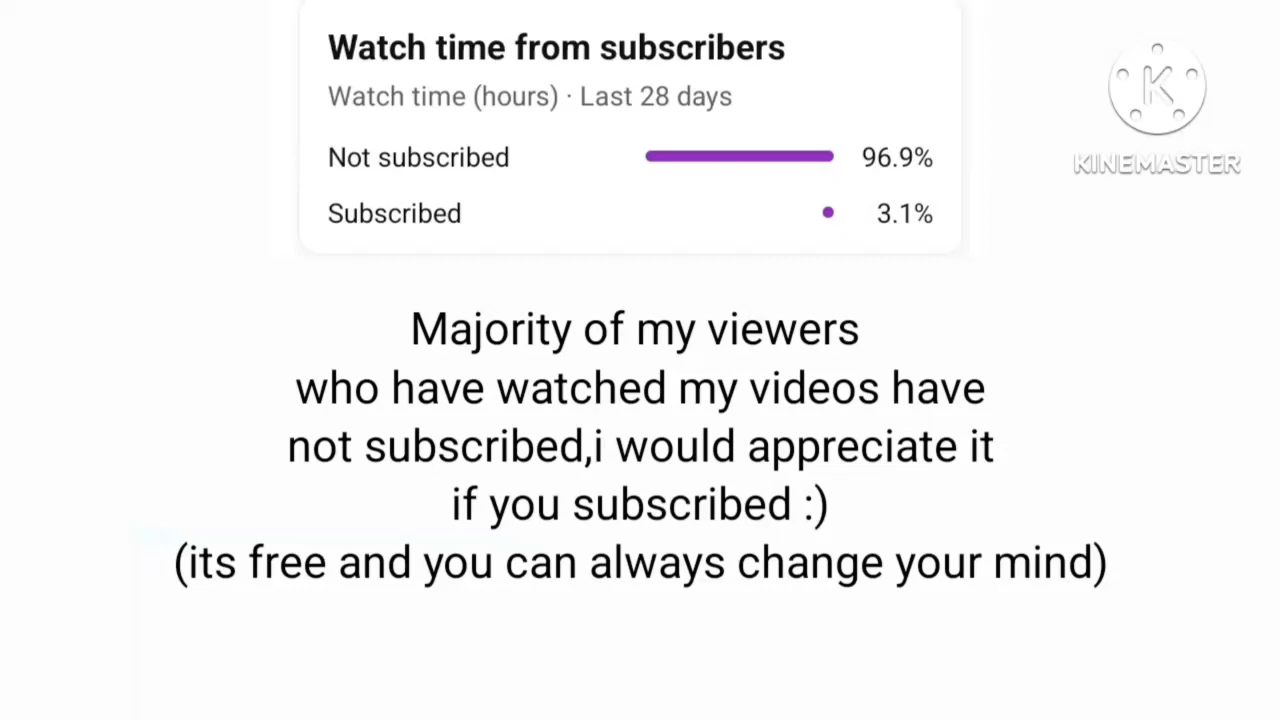 Watch time from subscribers
Watch time (hours) · Last 28 days
Not subscribed 96.9%
Subscribed 3.1%
KINEMASTER
Majority of my viewers
who have watched my videos have
not subscribed,i would appreciate it
if you subscribed :)
(its free and you can always change your mind)